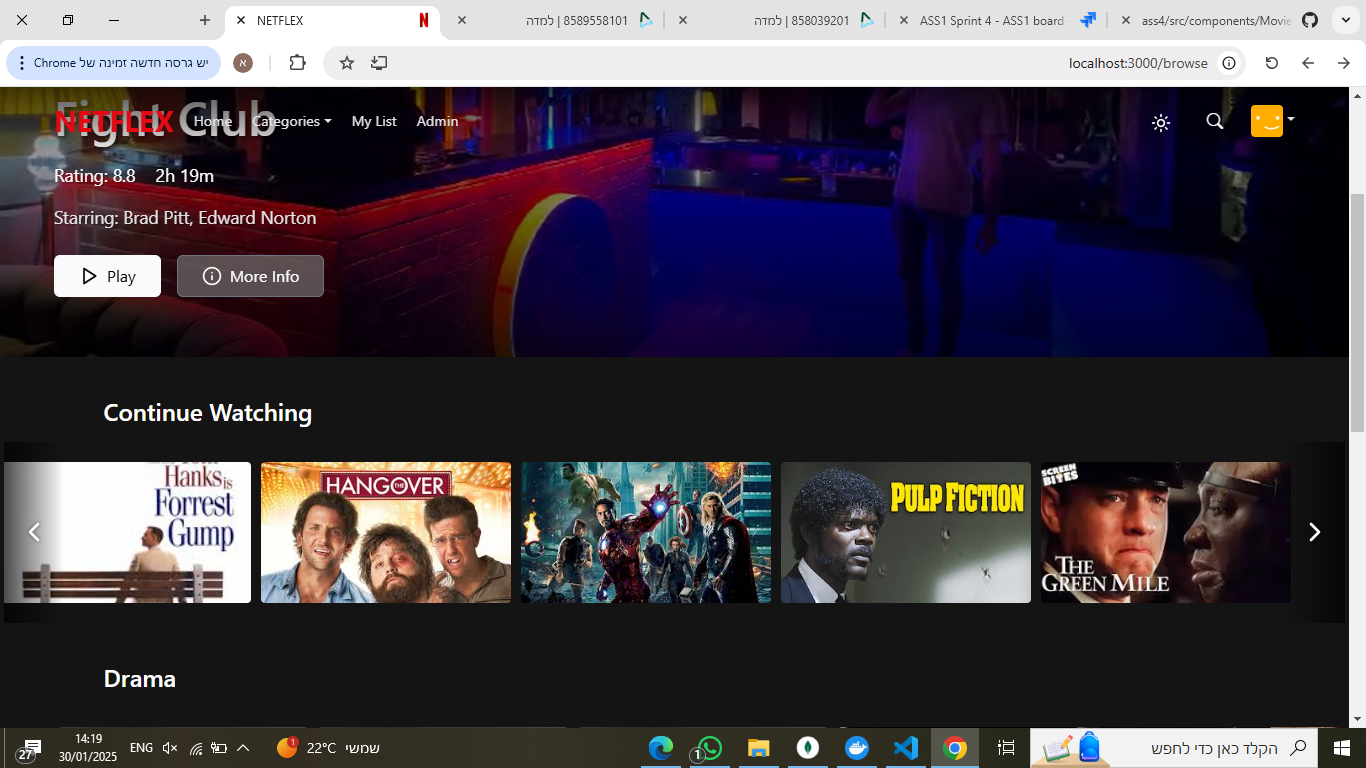 NETFLEX
8589558101 | למדה
858039201 | למדה
ASS1 Sprint 4 - ASS1 board
ass4/src/components/Movie
יש גרסה חדשה זמינה של Chrome
א
localhost:3000/browse
Fight Club
NETFLEX
Home
Categories
My List
Admin
Rating: 8.8 2h 19m
Starring: Brad Pitt, Edward Norton
Play
More Info
Continue Watching
Hanks is
Forrest
Gump
THE HANGOVER
PULP FICTION
SCREEN
BITES
THE
GREEN MILE
Drama
27
14:19
30/01/2025
ENG
1
22°C שמשי
1
הקלד כאן כדי לחפש